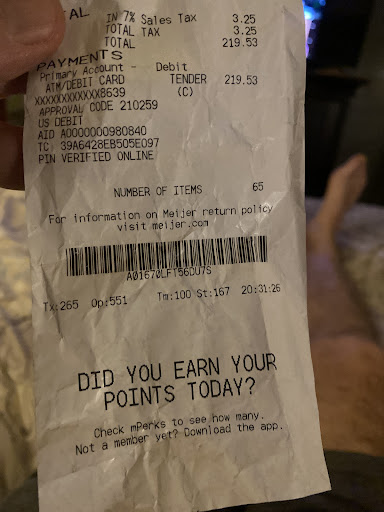 TAL
IN 7% Sales Tax 3.25
TOTAL TAX 3.25
TOTAL 219.53
PAYMENTS
Primary Account - Debit
ATM/DEBIT CARD TENDER 219.53
XXXXXXXXXXXX8639 (C)
APPROVAL CODE 210259
US DEBIT
AID A0000000980840
TC: 39A6428EB505E097
PIN VERIFIED ONLINE
NUMBER OF ITEMS 65
For information on Meijer return policy
visit meijer.com
A01670LFT56DU7S
Tx:265 Op:551 Tm:100 St:167 20:31:26
DID YOU EARN YOUR
POINTS TODAY?
Check mPerks to see how many.
Not a member yet? Download the app.